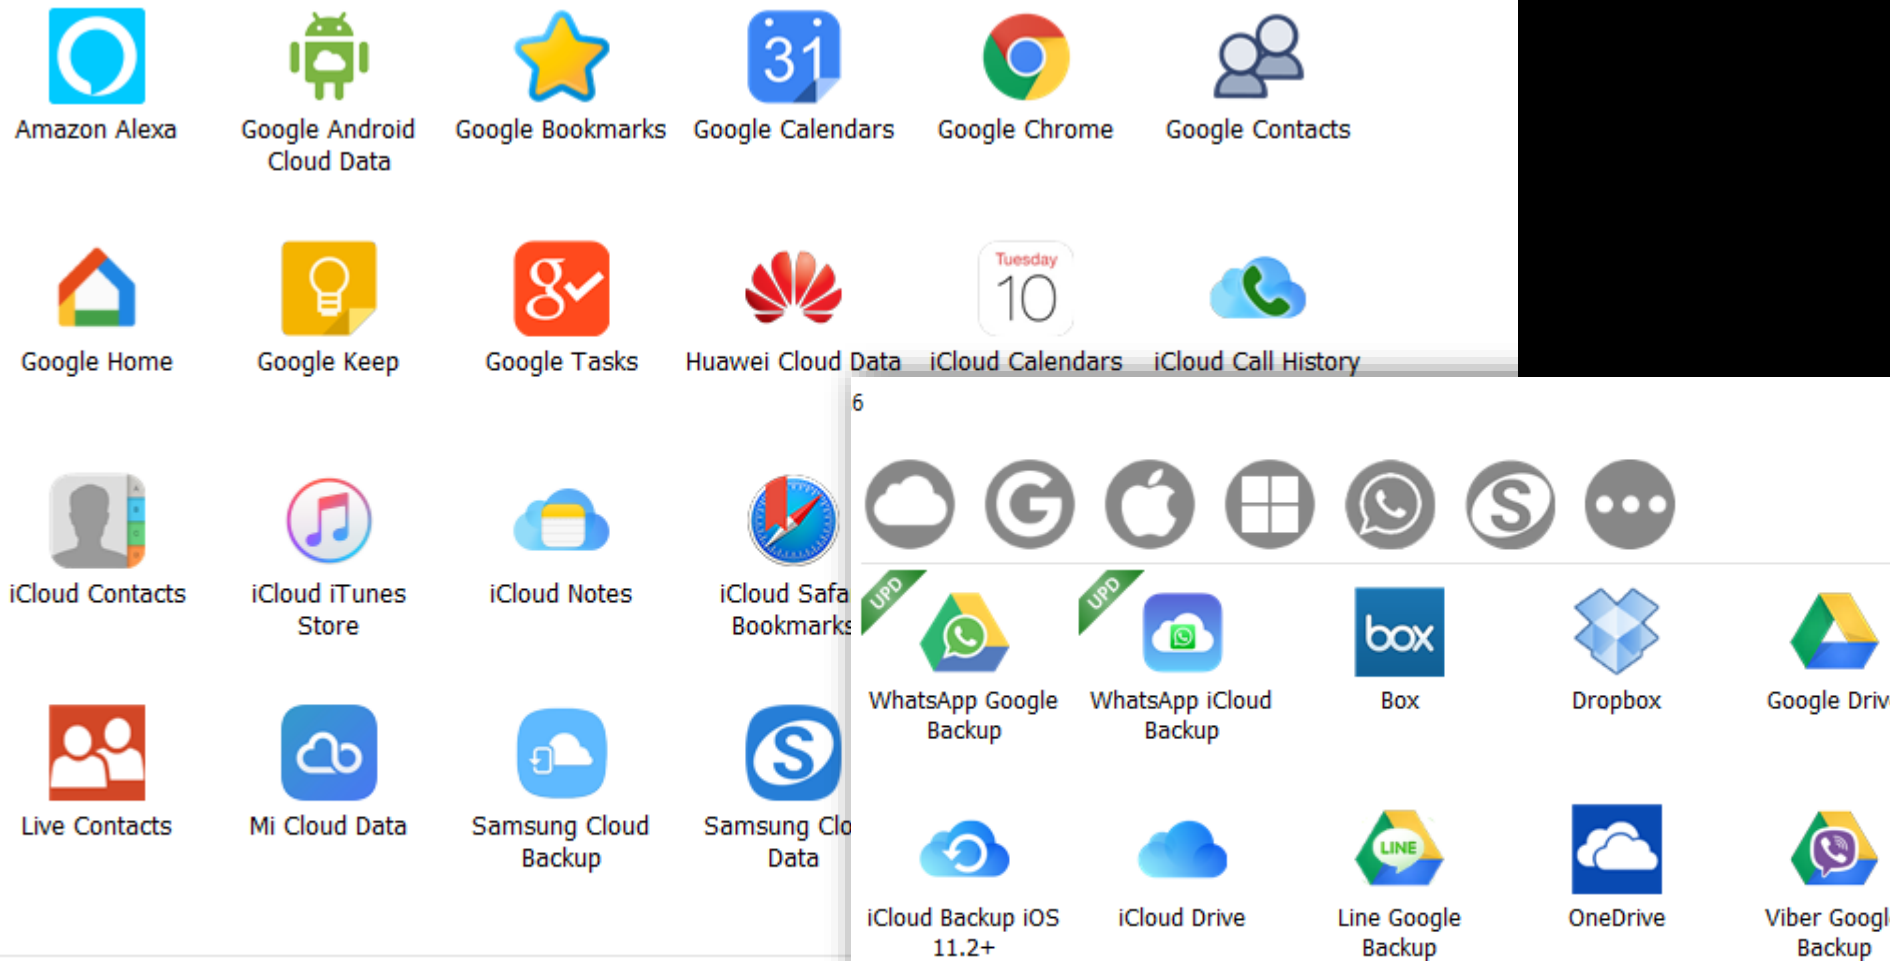 31
Amazon Alexa
Google Android
Cloud Data
Google Bookmarks
Google Calendars
Google Chrome
Google Contacts
g
Tuesday
10
Google Home
Google Keep
Google Tasks
Huawei Cloud Data
iCloud Calendars
iCloud Call History
A
B
C
iCloud Contacts
iCloud iTunes
Store
iCloud Notes
iCloud Safa
Bookmarks
S
Live Contacts
Mi Cloud Data
Samsung Cloud
Backup
Samsung Clo
Data
6
G
S
UPD
UPD
box
WhatsApp Google
Backup
WhatsApp iCloud
Backup
Box
Dropbox
Google Driv
LINE
iCloud Backup iOS
11.2+
iCloud Drive
Line Google
Backup
OneDrive
Viber Googl
Backup